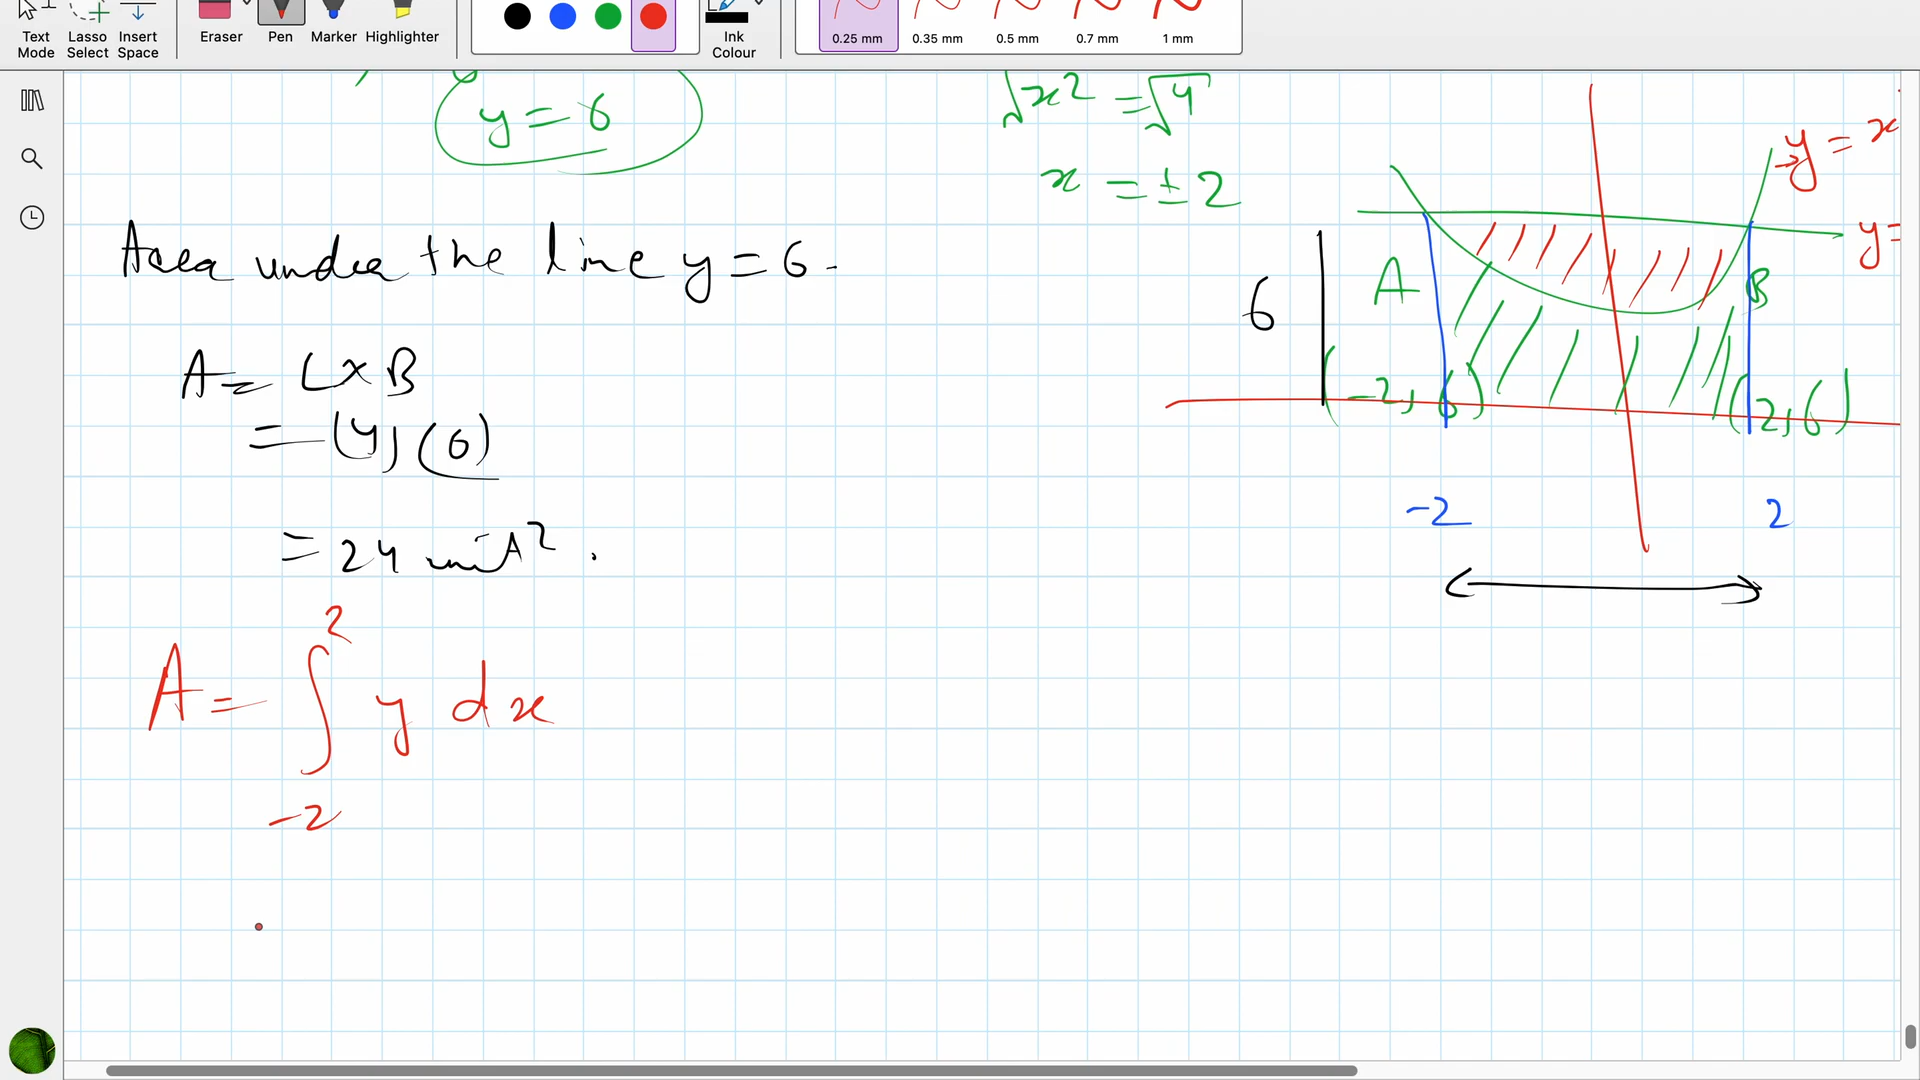 Text Mode
Lasso Select
Insert Space
Eraser
Pen
Marker
Highlighter
Ink Colour
0.25 mm
0.35 mm
0.5 mm
0.7 mm
1 mm
y = 6
√x² = √4
x = ± 2
y = x
y =
Area under the line y = 6.
6
A
B
(-2, 6)
(2, 6)
-2
2
A = L × B
= (4) (6)
= 24 unit².
A = ∫₋₂² y dx